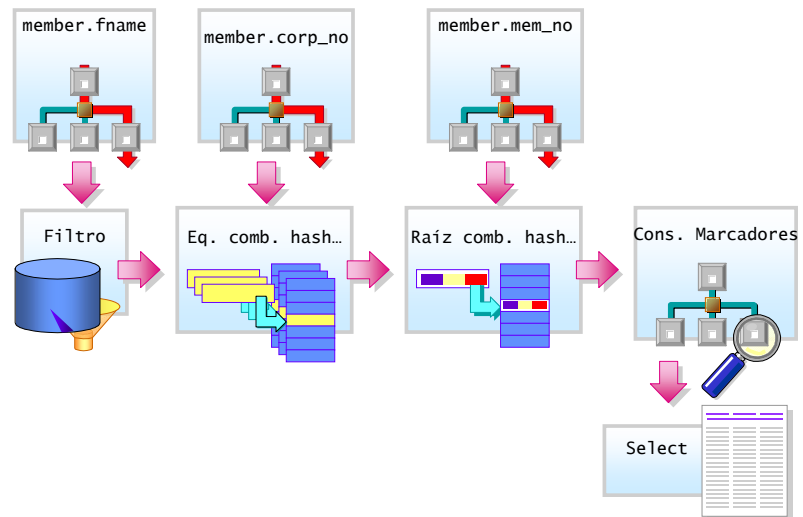 member.fname
member.corp_no
member.mem_no
Filtro
Eq. comb. hash…
Raíz comb. hash…
Cons. Marcadores
Select